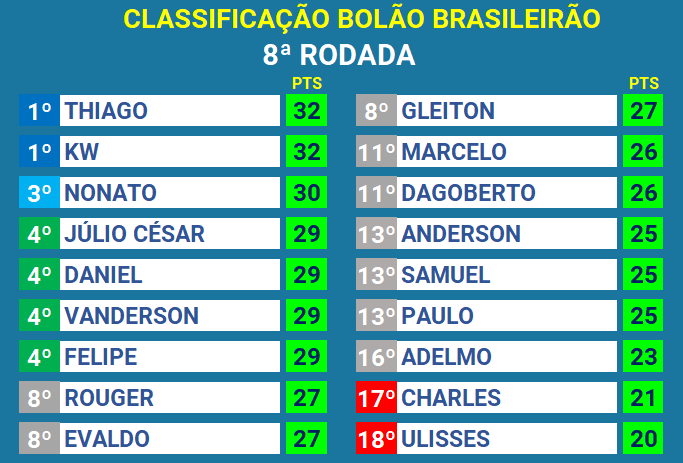 CLASSIFICAÇÃO BOLÃO BRASILEIRÃO
8ª RODADA
PTS
1º THIAGO 32
1º KW 32
3º NONATO 30
4º JÚLIO CÉSAR 29
4º DANIEL 29
4º VANDERSON 29
4º FELIPE 29
8º ROUGER 27
8º EVALDO 27
PTS
8º GLEITON 27
11º MARCELO 26
11º DAGOBERTO 26
13º ANDERSON 25
13º SAMUEL 25
13º PAULO 25
16º ADELMO 23
17º CHARLES 21
18º ULISSES 20